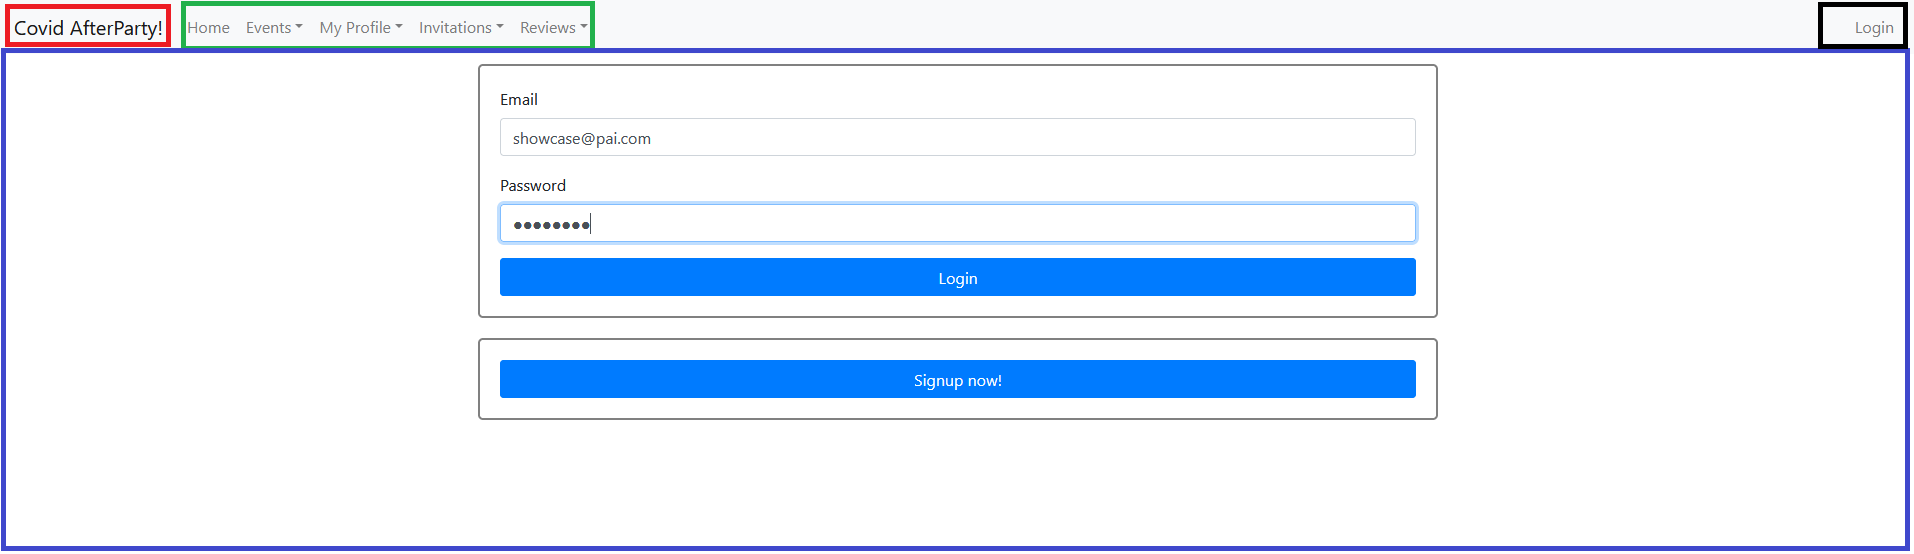 Covid AfterParty! Home Events My Profile Invitations Reviews Login
Email
showcase@pai.com
Password
••••••••
Login
Signup now!